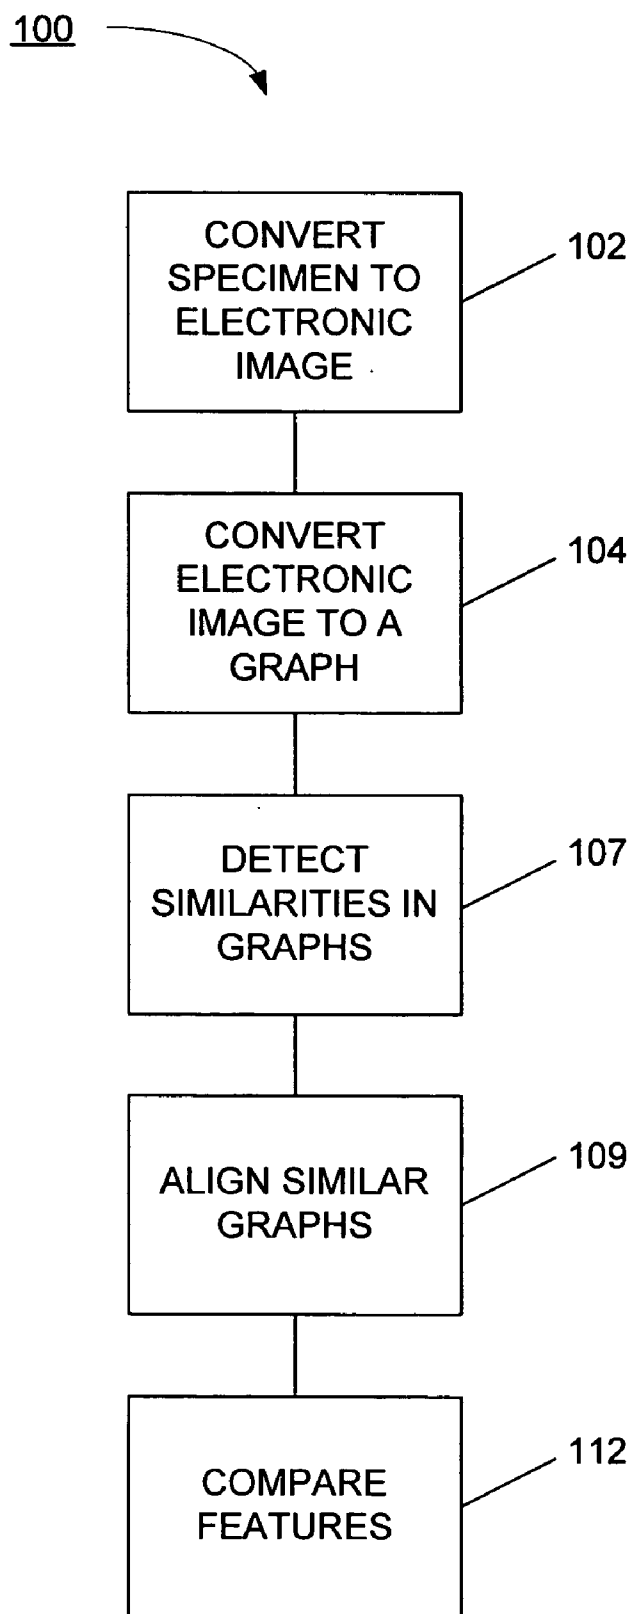 100
CONVERT
SPECIMEN TO
ELECTRONIC
IMAGE
102
CONVERT
ELECTRONIC
IMAGE TO A
GRAPH
104
DETECT
SIMILARITIES IN
GRAPHS
107
ALIGN SIMILAR
GRAPHS
109
COMPARE
FEATURES
112